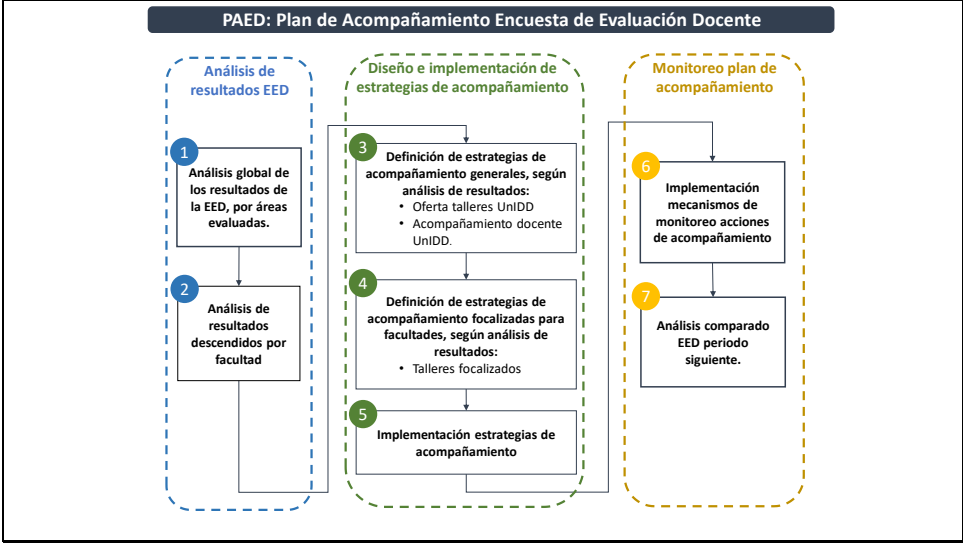 PAED: Plan de Acompañamiento Encuesta de Evaluación Docente
Análisis de
resultados EED
1
Análisis global de
los resultados de
la EED, por áreas
evaluadas.
2
Análisis de
resultados
descendidos por
facultad
Diseño e implementación de
estrategias de acompañamiento
3
Definición de estrategias de
acompañamiento generales, según
análisis de resultados:
• Oferta talleres UnIDD
• Acompañamiento docente
UnIDD.
4
Definición de estrategias de
acompañamiento focalizadas para
facultades, según análisis de
resultados:
• Talleres focalizados
5
Implementación estrategias de
acompañamiento
Monitoreo plan de
acompañamiento
6
Implementación
mecanismos de
monitoreo acciones
de acompañamiento
7
Análisis comparado
EED periodo
siguiente.